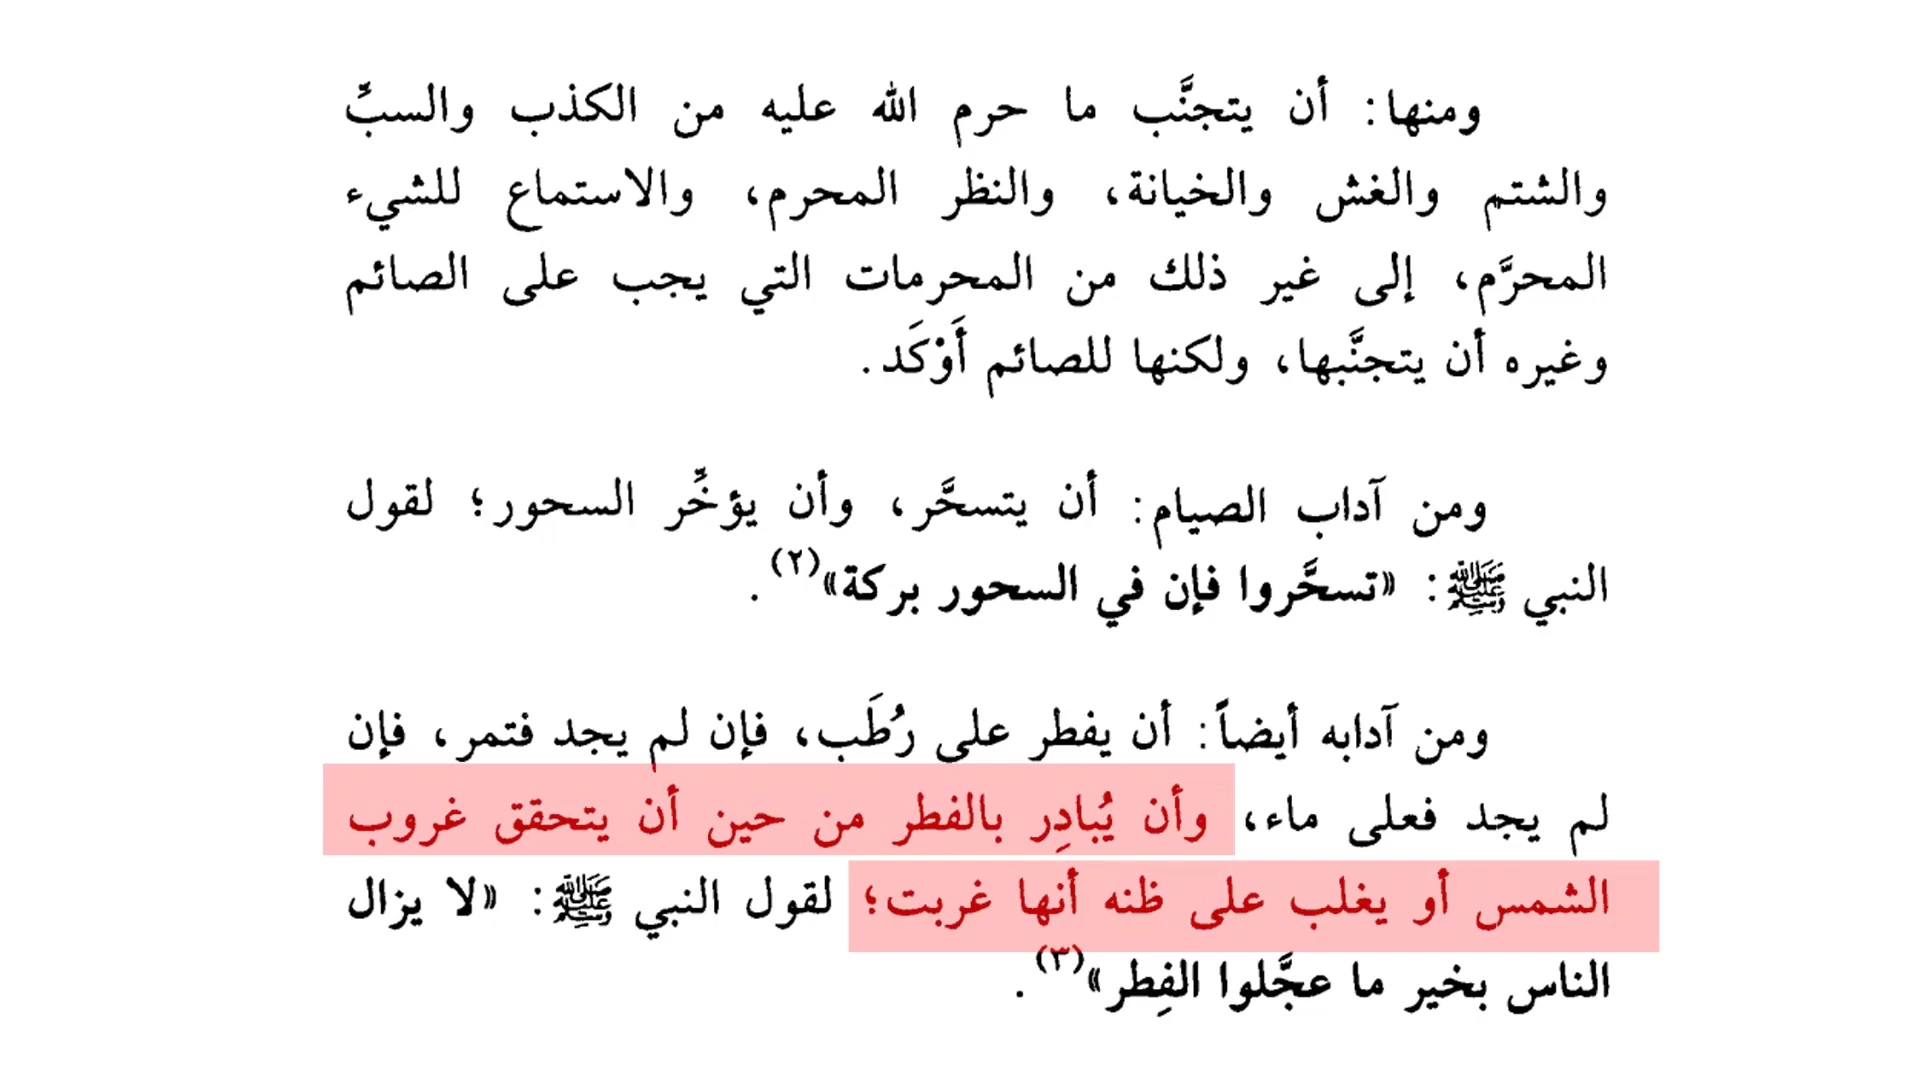 ومنها: أن يتجنَّب ما حرم الله عليه من الكذب والسبِّ
والشتم والغش والخيانة، والنظر المحرم، والاستماع للشيء
المحرَّم، إلى غير ذلك من المحرمات التي يجب على الصائم
وغيره أن يتجنَّبها، ولكنها للصائم أَوْكَد.
ومن آداب الصيام: أن يتسحَّر، وأن يؤخِّر السحور؛ لقول
النبي ﷺ: «تسحَّروا فإن في السحور بركة»(٢).
ومن آدابه أيضاً: أن يفطر على رُطَب، فإن لم يجد فتمر، فإن
لم يجد فعلى ماء، وأن يُبادِر بالفطر من حين أن يتحقق غروب
الشمس أو يغلب على ظنه أنها غربت؛ لقول النبي ﷺ: «لا يزال
الناس بخير ما عجَّلوا الفِطر»(٣).